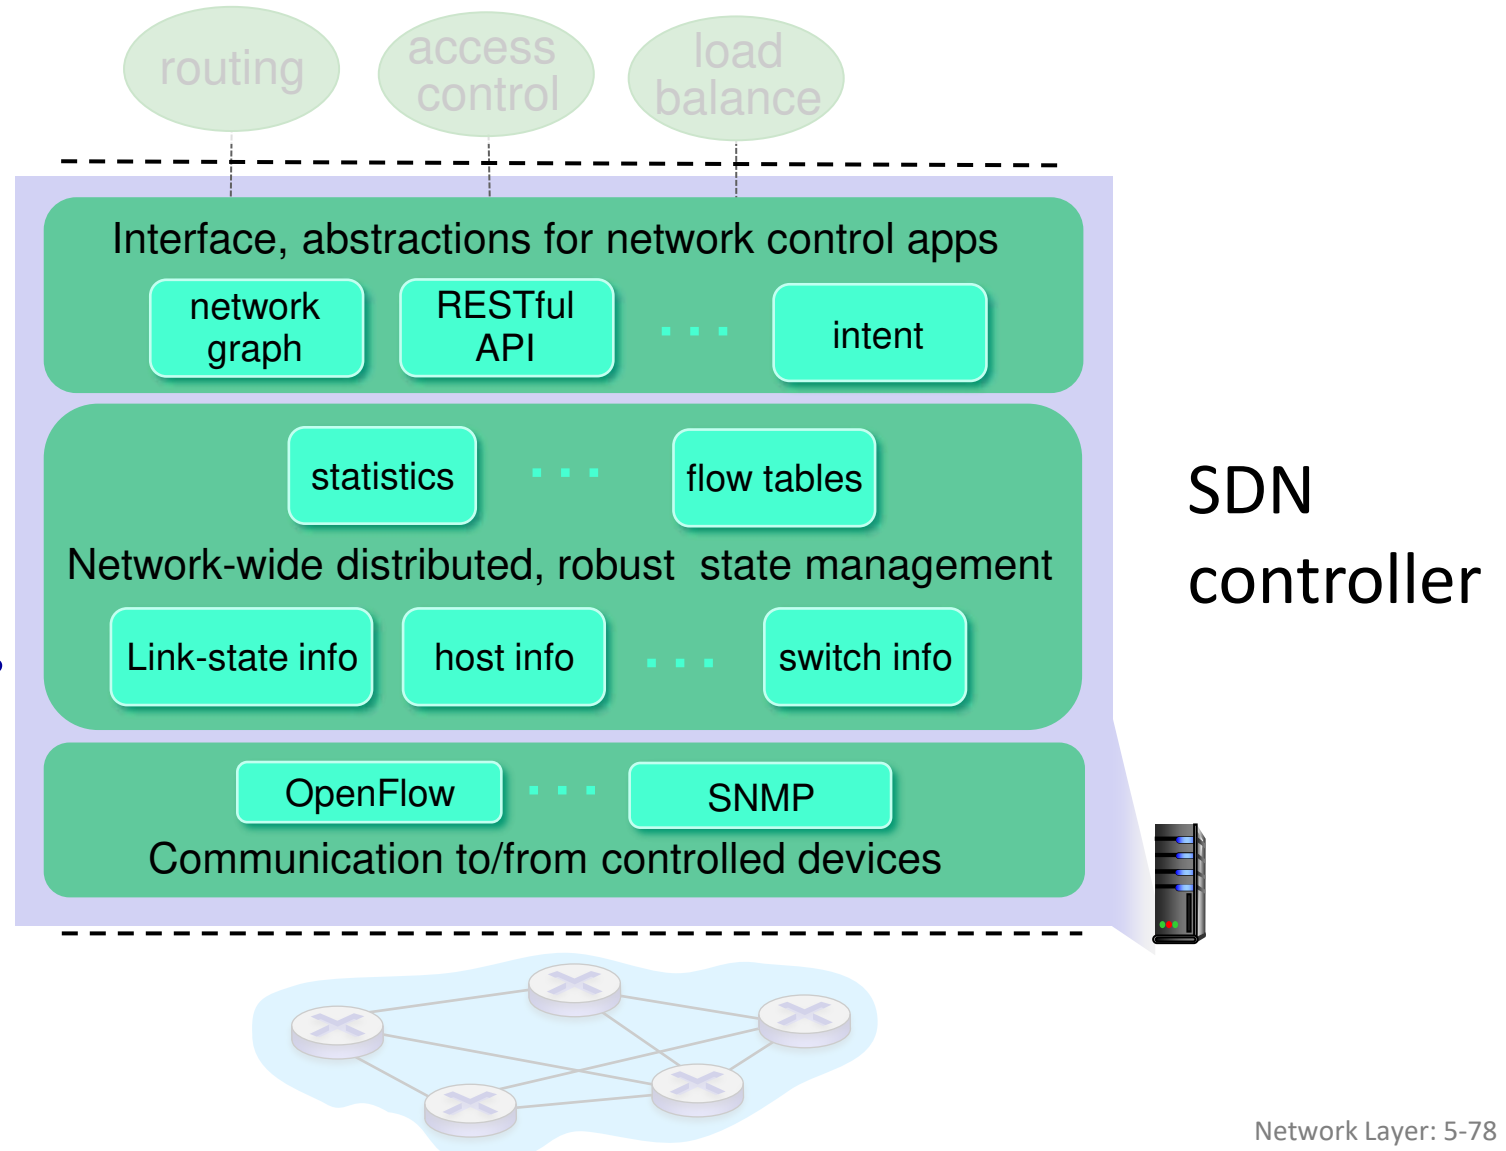 routing
access
control
load
balance
Interface, abstractions for network control apps
network
graph
RESTful
API
. . .
intent
statistics
. . .
flow tables
Network-wide distributed, robust  state management
Link-state info
host info
. . .
switch info
OpenFlow
. . .
SNMP
Communication to/from controlled devices
SDN
controller
Network Layer: 5-78